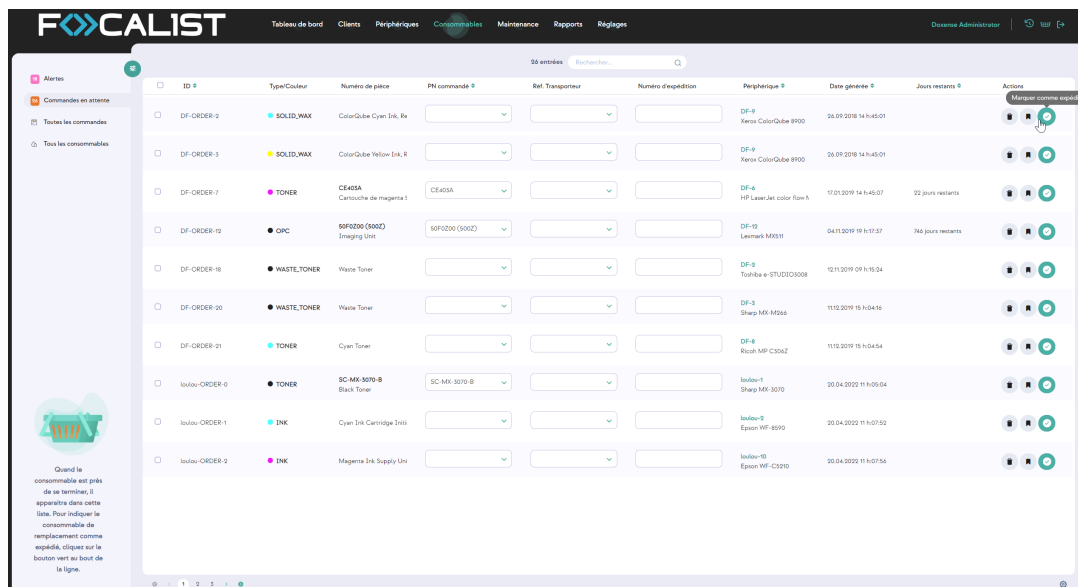 FOCALIST
Tableau de bord Clients Périphériques Consommables Maintenance Rapports Réglages
Doxense Administrator
18 Alertes
26 Commandes en attente
Toutes les commandes
Tous les consommables
26 entrées Rechercher...
ID Type/Couleur Numéro de pièce PN commandé Réf. Transporteur Numéro d'expédition Périphérique Date générée Jours restants Actions
Marquer comme expédi
DF-ORDER-2 SOLID_WAX ColorQube Cyan Ink, Re DF-9 Xerox ColorQube 8900 26.09.2018 14 h:45:01
DF-ORDER-3 SOLID_WAX ColorQube Yellow Ink, R DF-9 Xerox ColorQube 8900 26.09.2018 14 h:45:01
DF-ORDER-7 TONER CE403A Cartouche de magenta S CE403A DF-6 HP LaserJet color flow M 17.01.2019 14 h:45:07 22 jours restants
DF-ORDER-12 OPC 50F0Z00 (500Z) Imaging Unit 50F0Z00 (500Z) DF-12 Lexmark MX511 04.11.2019 19 h:17:37 746 jours restants
DF-ORDER-18 WASTE_TONER Waste Toner DF-2 Toshiba e-STUDIO3008 12.11.2019 09 h:15:24
DF-ORDER-20 WASTE_TONER Waste Toner DF-3 Sharp MX-M266 11.12.2019 15 h:04:16
DF-ORDER-21 TONER Cyan Toner DF-8 Ricoh MP C306Z 11.12.2019 15 h:04:54
loulou-ORDER-0 TONER SC-MX-3070-B Black Toner SC-MX-3070-B loulou-1 Sharp MX-3070 20.04.2022 11 h:05:04
loulou-ORDER-1 INK Cyan Ink Cartridge Initi loulou-2 Epson WF-8590 20.04.2022 11 h:07:52
loulou-ORDER-2 INK Magenta Ink Supply Uni loulou-10 Epson WF-C5210 20.04.2022 11 h:07:56
Quand le
consommable est près
de se terminer, il
apparaitra dans cette
liste. Pour indiquer le
consommable de
remplacement comme
expédié, cliquez sur le
bouton vert au bout de
la ligne.
1 2 3